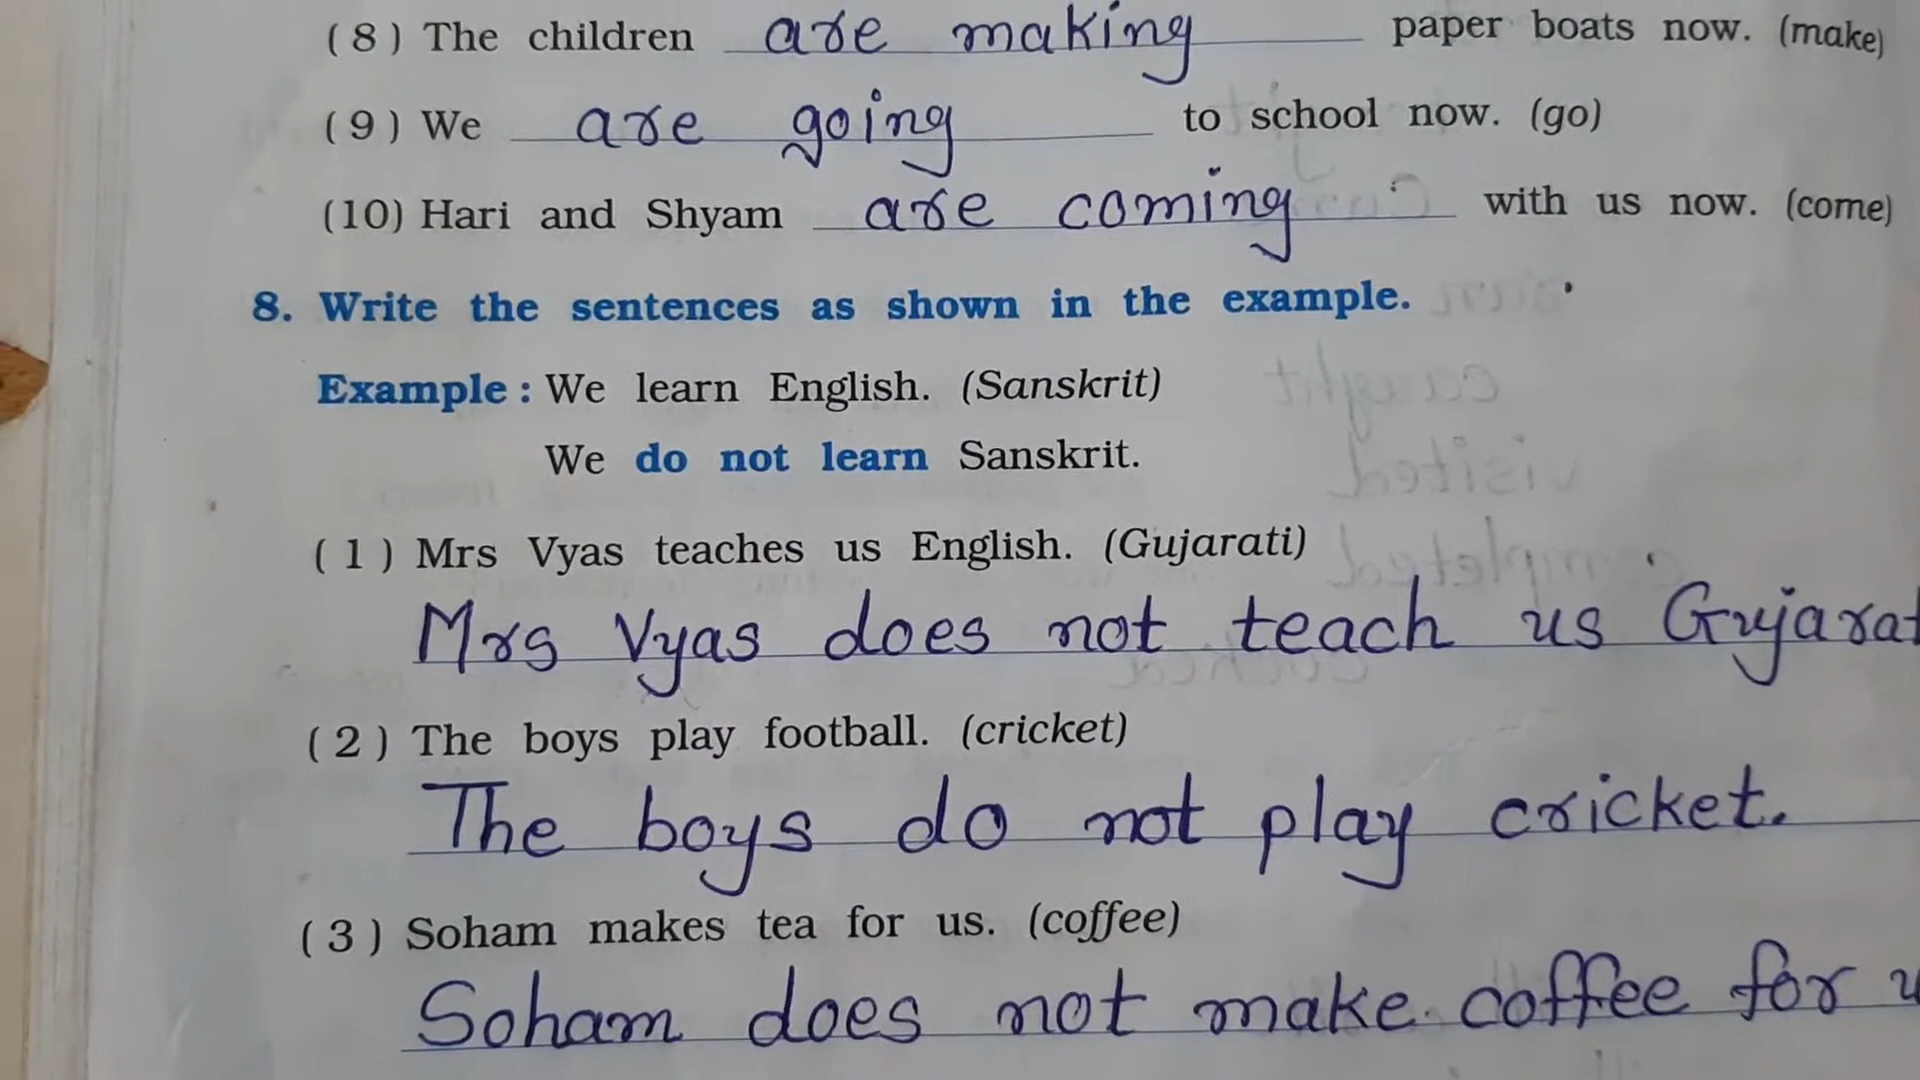 (8) The children are making paper boats now. (make)
(9) We are going to school now. (go)
(10) Hari and Shyam are coming with us now. (come)
8. Write the sentences as shown in the example.
Example : We learn English. (Sanskrit)
We do not learn Sanskrit.
(1) Mrs Vyas teaches us English. (Gujarati)
Mrs Vyas does not teach us Gujarat
(2) The boys play football. (cricket)
The boys do not play cricket.
(3) Soham makes tea for us. (coffee)
Soham does not make coffee for u